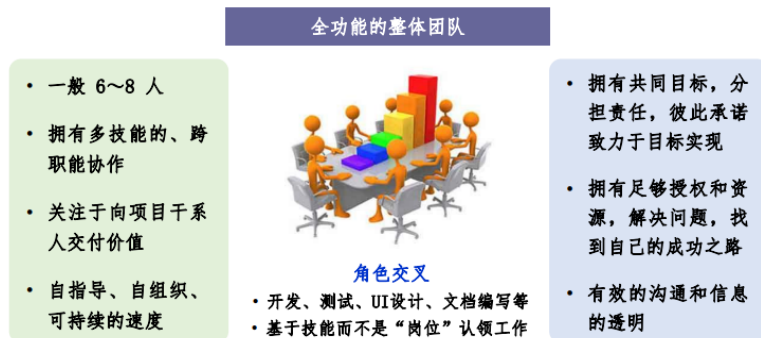 全功能的整体团队
• 一般 6～8 人
• 拥有多技能的、跨
职能协作
• 关注于向项目干系
人交付价值
• 自指导、自组织、
可持续的速度
角色交叉
• 开发、测试、UI设计、文档编写等
• 基于技能而不是“岗位”认领工作
• 拥有共同目标，分
担责任，彼此承诺
致力于目标实现
• 拥有足够授权和资
源，解决问题，找
到自己的成功之路
• 有效的沟通和信息
的透明